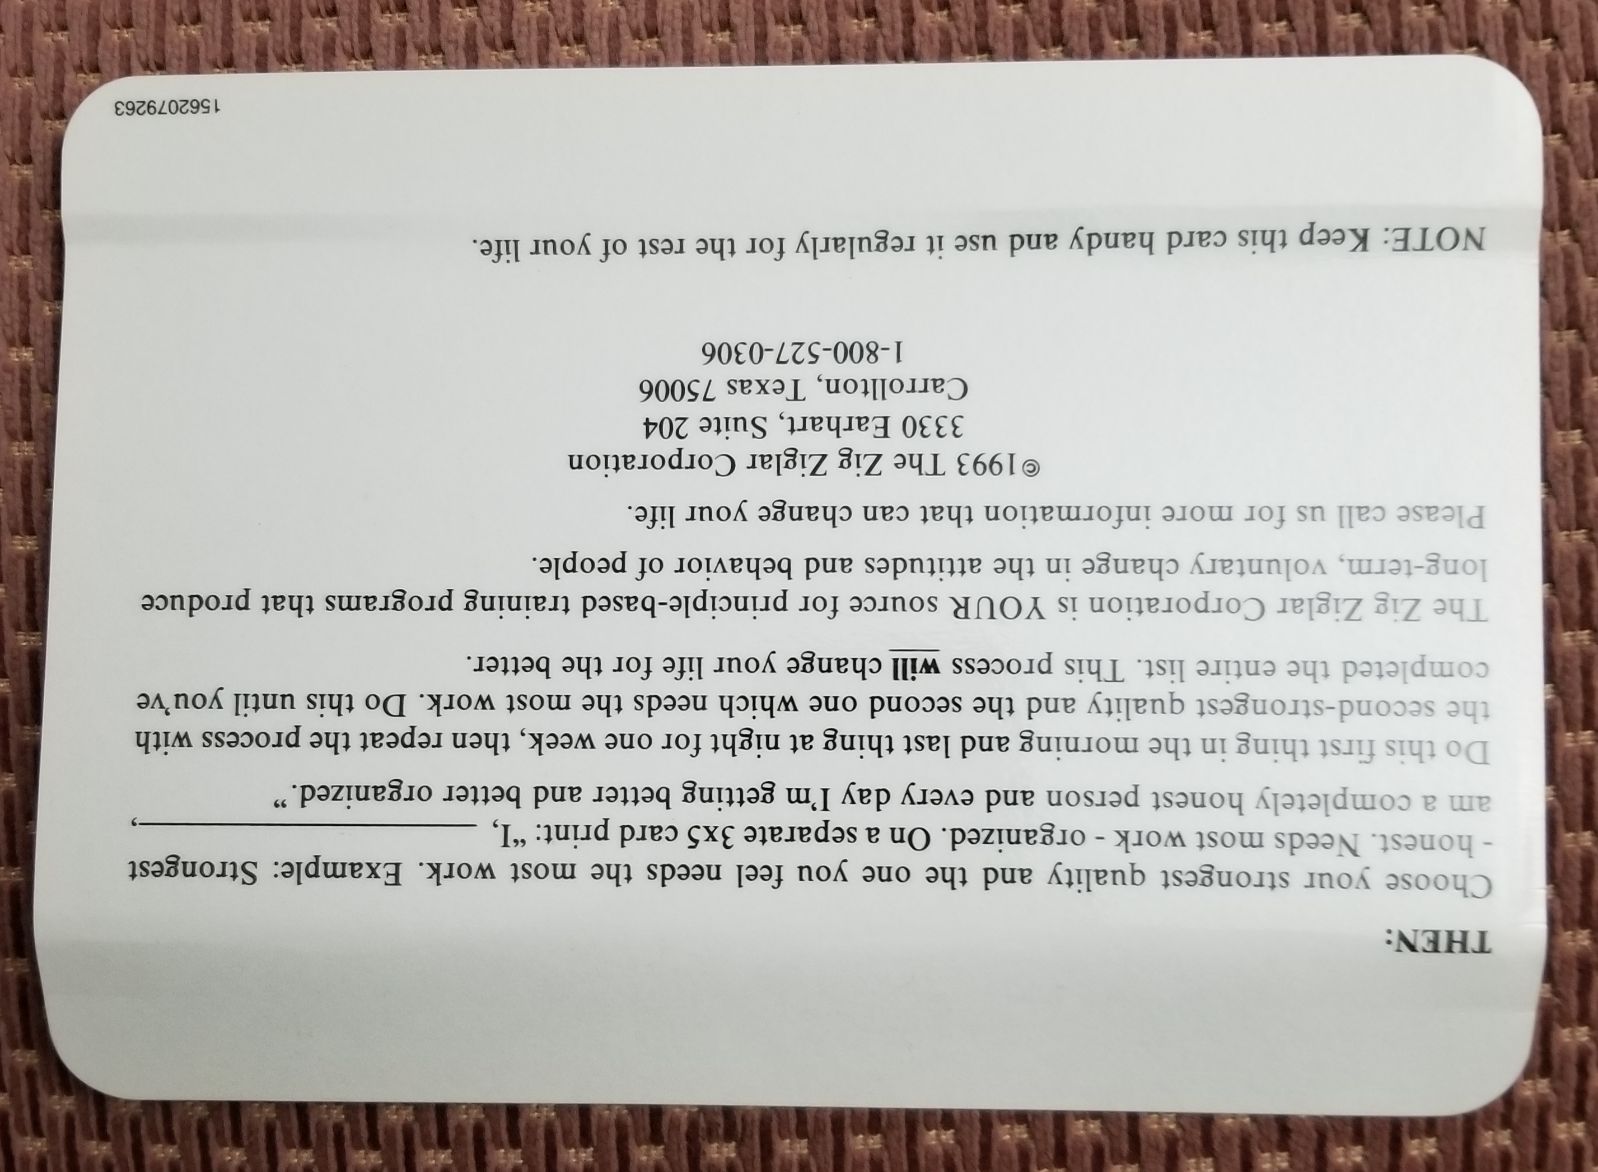 THEN:
Choose your strongest quality and the one you feel needs the most work. Example: Strongest
- honest. Needs most work - organized. On a separate 3x5 card print: “I, ____________________,
am a completely honest person and every day I’m getting better and better organized.”
Do this first thing in the morning and last thing at night for one week, then repeat the process with
the second-strongest quality and the second one which needs the most work. Do this until you’ve
completed the entire list. This process will change your life for the better.
The Zig Ziglar Corporation is YOUR source for principle-based training programs that produce
long-term, voluntary change in the attitudes and behavior of people.
Please call us for more information that can change your life.
©1993 The Zig Ziglar Corporation
3330 Earhart, Suite 204
Carrollton, Texas 75006
1-800-527-0306
NOTE: Keep this card handy and use it regularly for the rest of your life.
1562079263